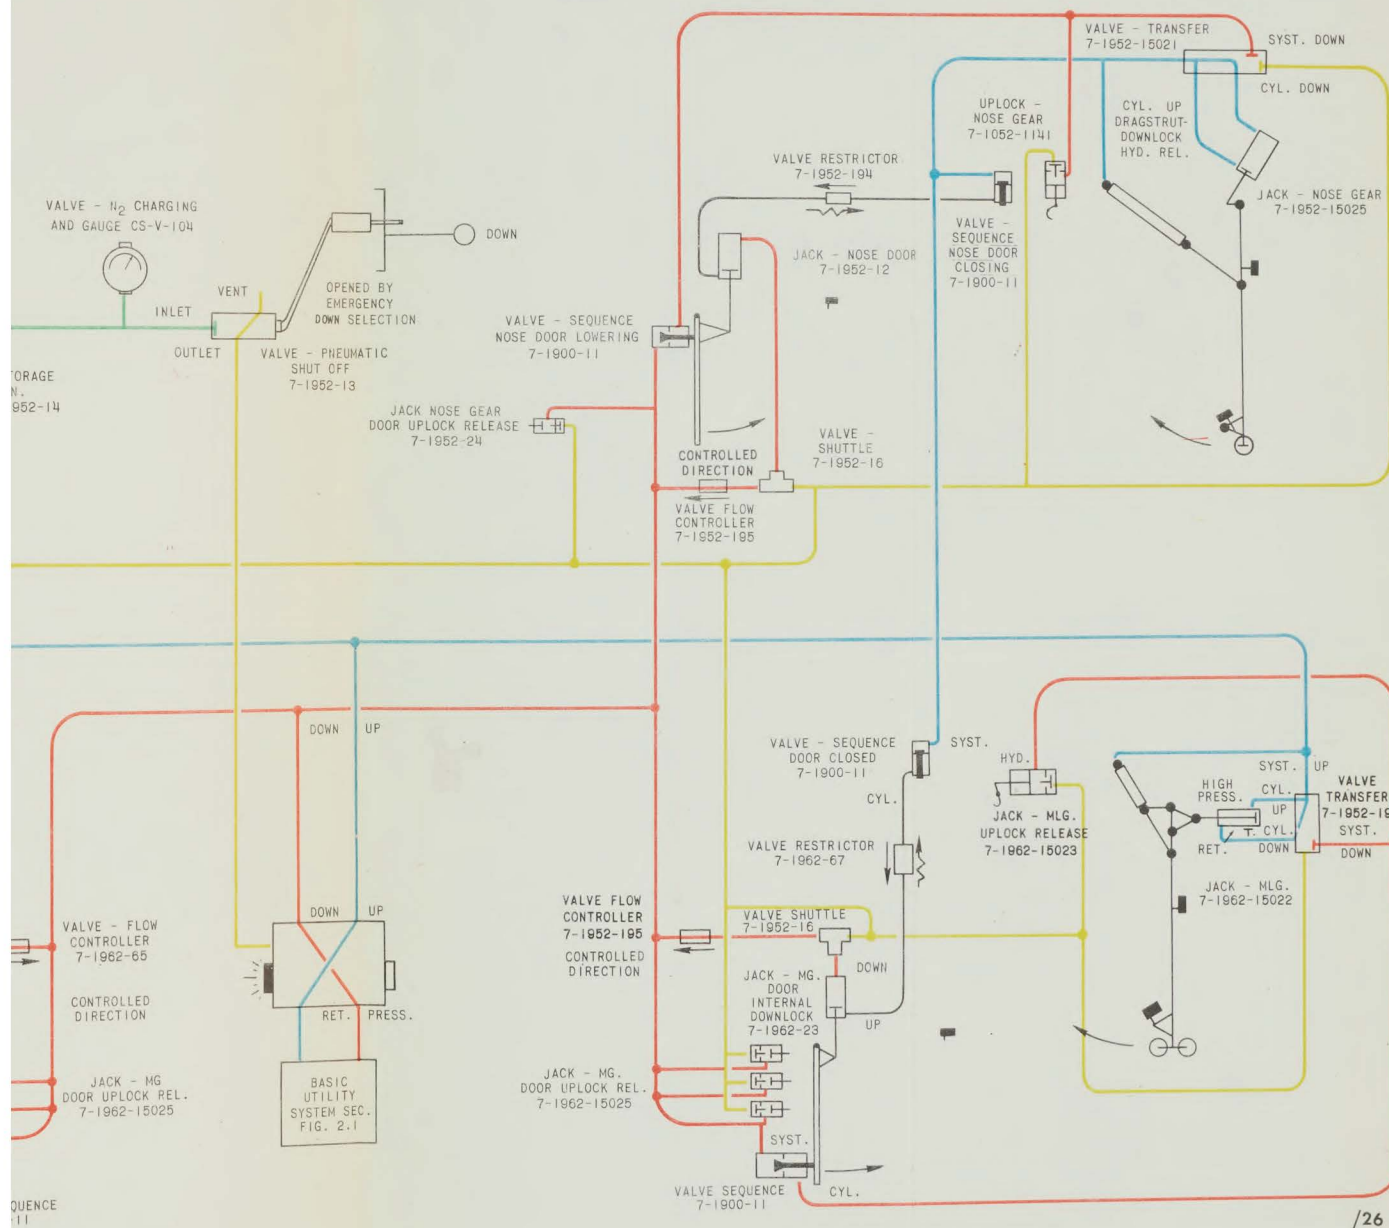 VALVE - TRANSFER
7-1952-15021
SYST. DOWN
CYL. DOWN
UPLOCK -
NOSE GEAR
7-1052-1141
CYL. UP
DRAGSTRUT-
DOWNLOCK
HYD. REL.
VALVE RESTRICTOR
7-1952-194
JACK - NOSE GEAR
7-1952-15025
VALVE - N2 CHARGING
AND GAUGE CS-V-104
DOWN
VALVE -
SEQUENCE
NOSE DOOR
CLOSING
7-1900-11
JACK - NOSE DOOR
7-1952-12
VENT
INLET
OPENED BY
EMERGENCY
DOWN SELECTION
OUTLET
VALVE - PNEUMATIC
SHUT OFF
7-1952-13
VALVE - SEQUENCE
NOSE DOOR LOWERING
7-1900-11
ORAGE
N.
952-14
JACK NOSE GEAR
DOOR UPLOCK RELEASE
7-1952-24
CONTROLLED
DIRECTION
VALVE -
SHUTTLE
7-1952-16
VALVE FLOW
CONTROLLER
7-1952-195
DOWN
UP
VALVE - SEQUENCE
DOOR CLOSED
7-1900-11
SYST.
CYL.
HYD.
JACK - MLG.
UPLOCK RELEASE
7-1962-15023
SYST. UP
HIGH
PRESS.
CYL.
UP
VALVE
TRANSFER
7-1952-19
T. CYL.
DOWN
RET.
SYST.
DOWN
JACK - MLG.
7-1962-15022
VALVE RESTRICTOR
7-1962-67
VALVE FLOW
CONTROLLER
7-1952-195
CONTROLLED
DIRECTION
VALVE SHUTTLE
7-1952-16
DOWN
UP
JACK - MG.
DOOR
INTERNAL
DOWNLOCK
7-1962-23
DOWN
UP
VALVE - FLOW
CONTROLLER
7-1962-65
CONTROLLED
DIRECTION
RET.
PRESS.
BASIC
UTILITY
SYSTEM SEC.
FIG. 2.1
JACK - MG
DOOR UPLOCK REL.
7-1962-15025
JACK - MG.
DOOR UPLOCK REL.
7-1962-15025
SYST.
VALVE SEQUENCE
7-1900-11
CYL.
QUENCE
-11
/26